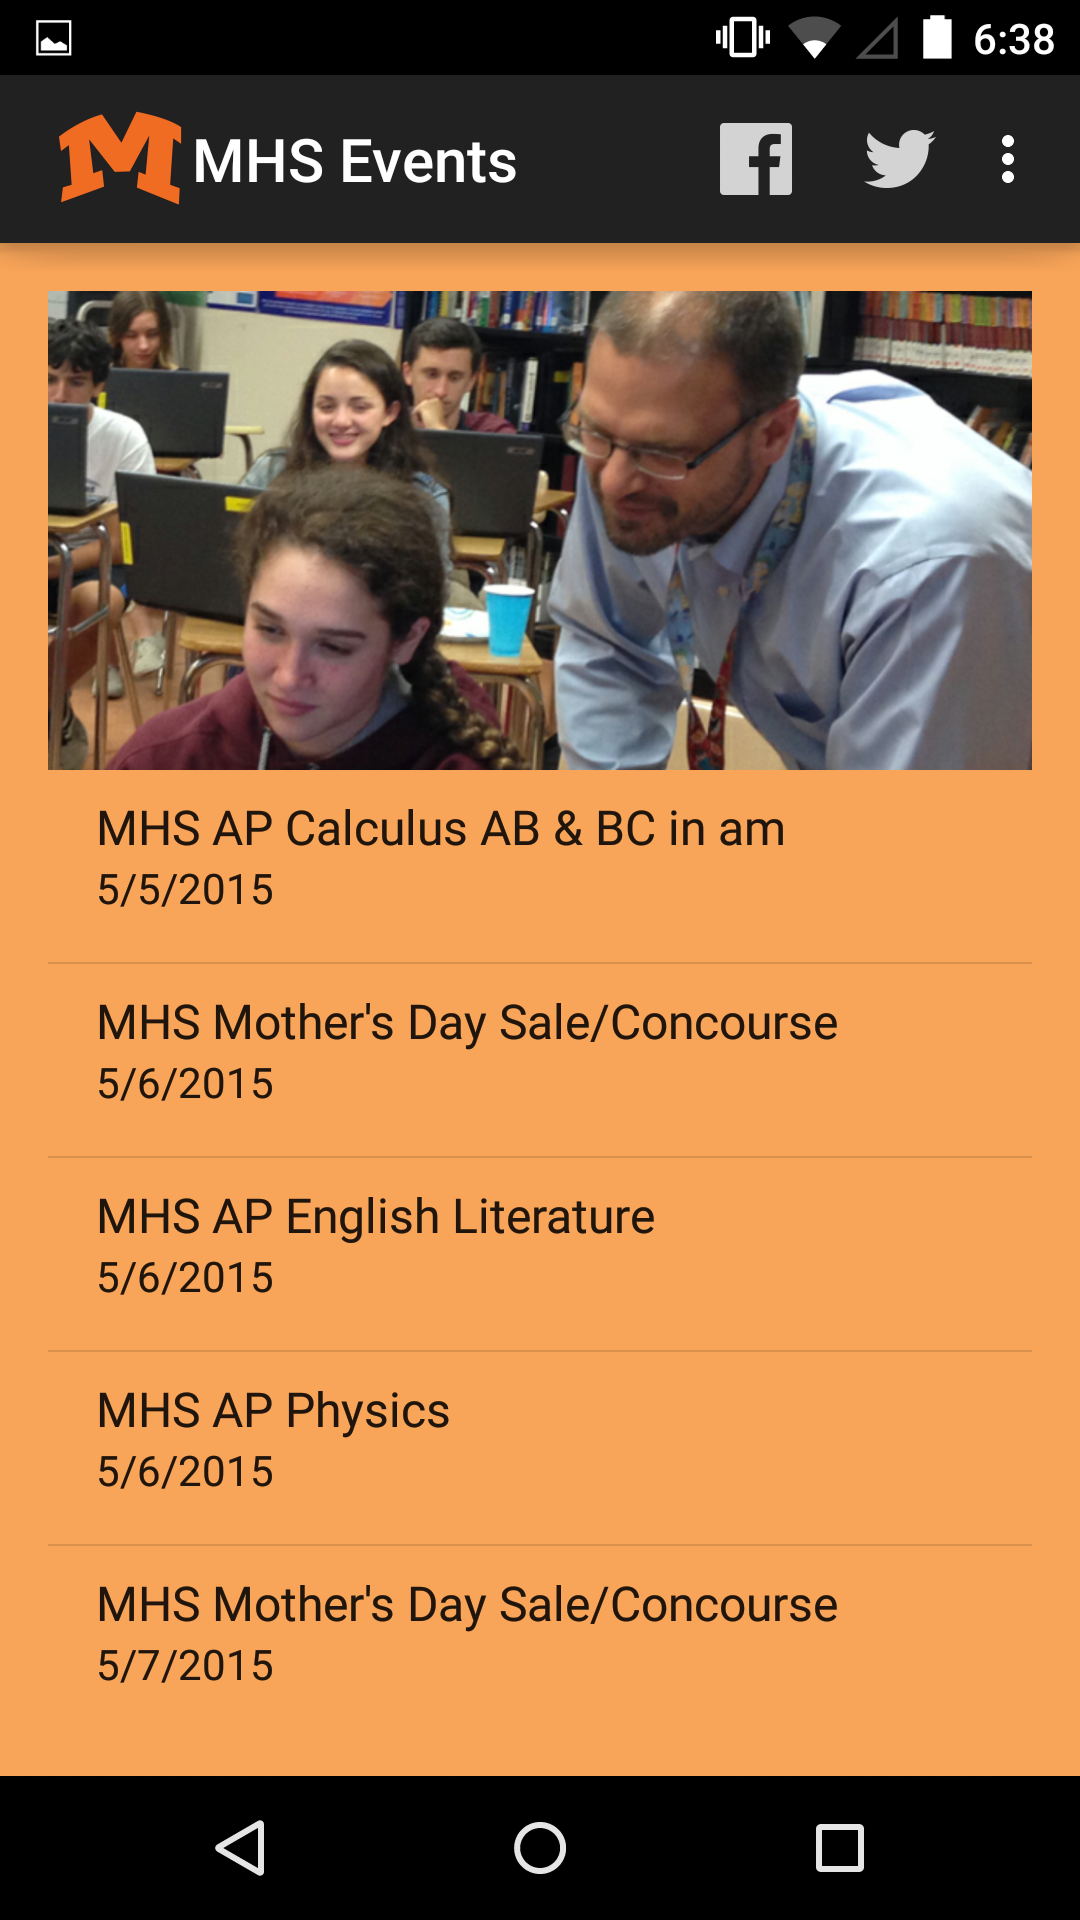 6:38
M MHS Events
MHS AP Calculus AB & BC in am
5/5/2015
MHS Mother's Day Sale/Concourse
5/6/2015
MHS AP English Literature
5/6/2015
MHS AP Physics
5/6/2015
MHS Mother's Day Sale/Concourse
5/7/2015